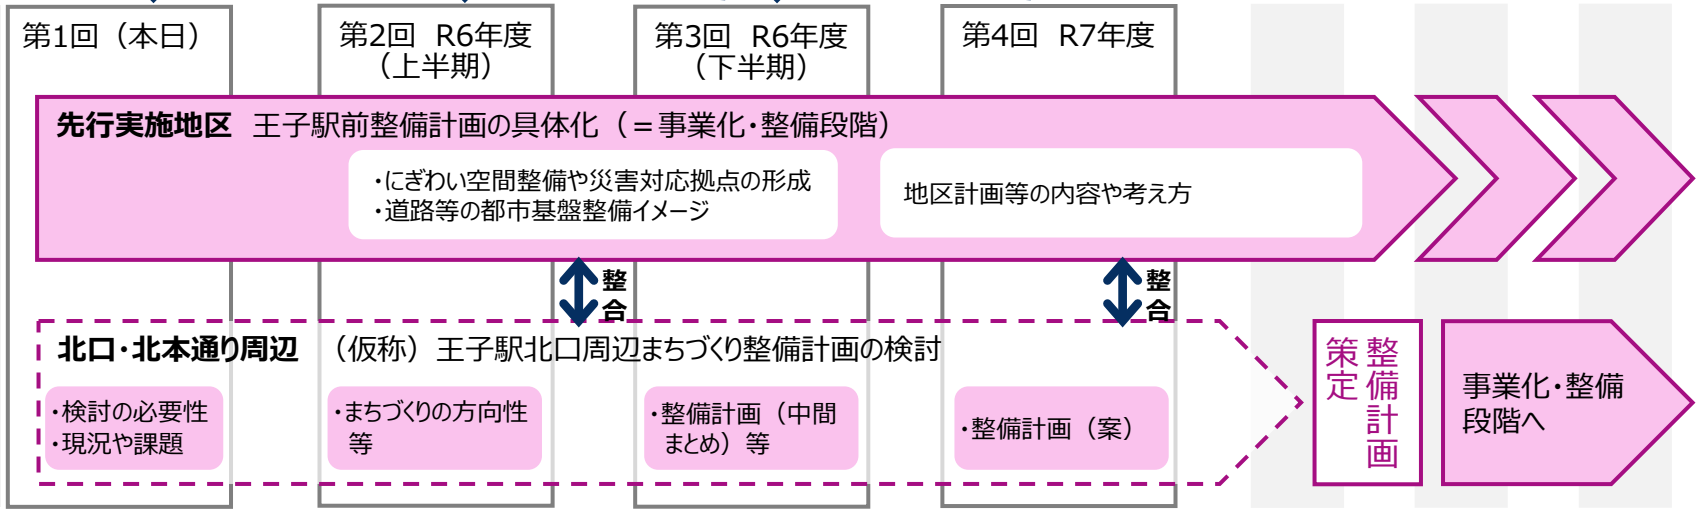 第1回（本日）
第2回 R6年度
（上半期）
第3回 R6年度
（下半期）
第4回 R7年度
先行実施地区 王子駅前整備計画の具体化（＝事業化・整備段階）
・にぎわい空間整備や災害対応拠点の形成
・道路等の都市基盤整備イメージ
地区計画等の内容や考え方
整合
整合
北口・北本通り周辺 （仮称）王子駅北口周辺まちづくり整備計画の検討
・検討の必要性
・現況や課題
・まちづくりの方向性
等
・整備計画（中間
まとめ）等
・整備計画（案）
整備計画
策定
事業化・整備
段階へ